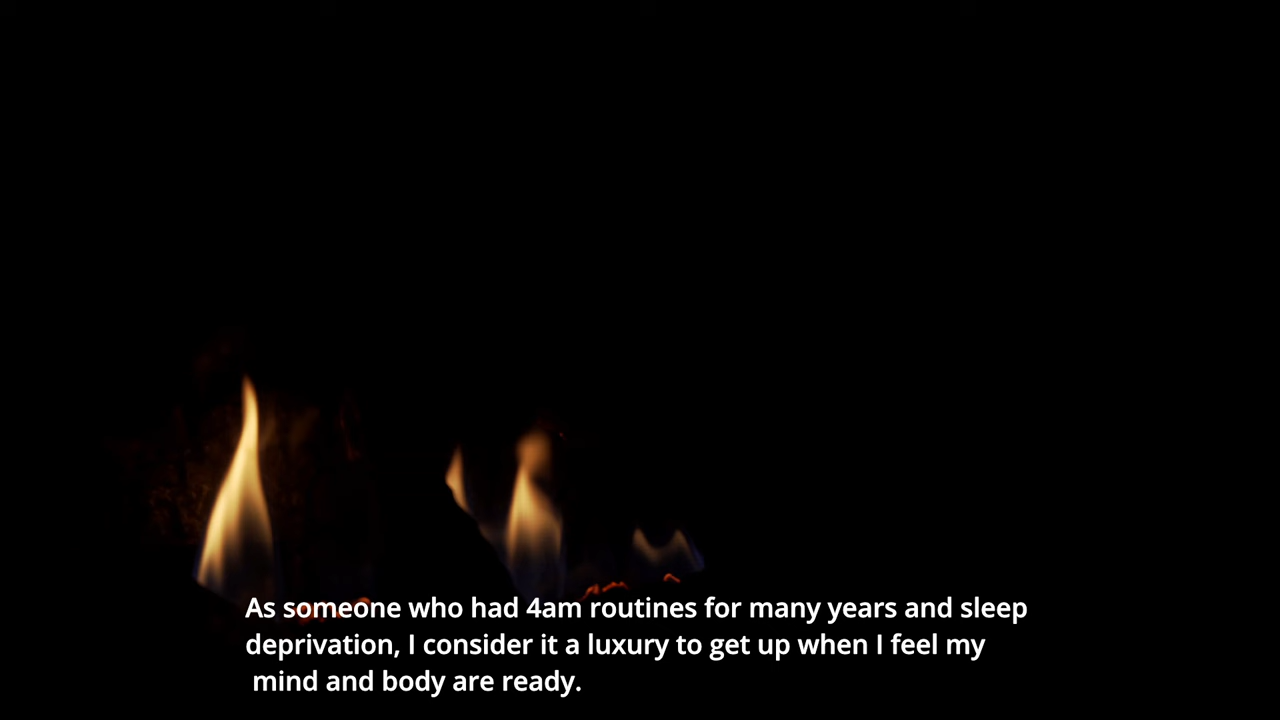 As someone who had 4am routines for many years and sleep
deprivation, I consider it a luxury to get up when I feel my
mind and body are ready.